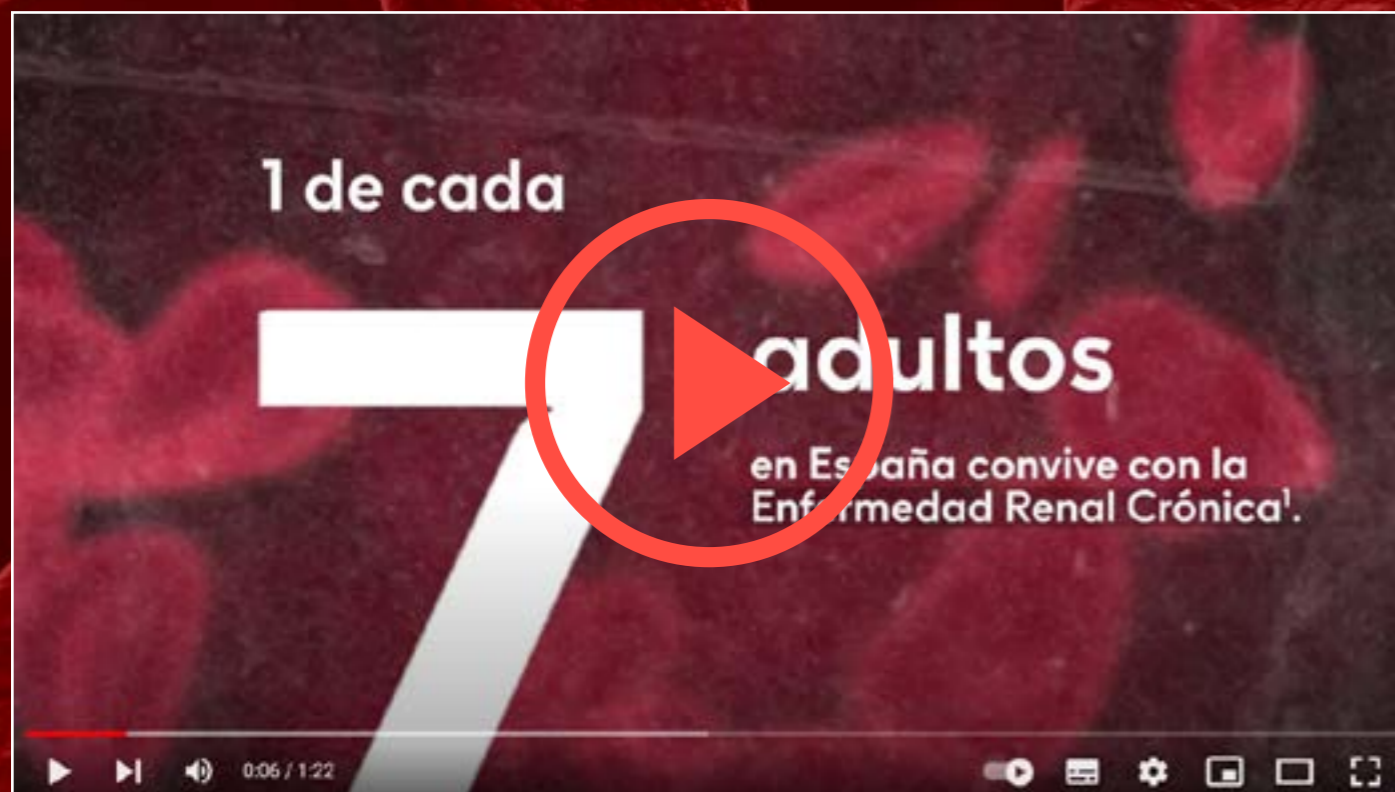 1 de cada
7 adultos
en España convive con la
Enfermedad Renal Crónica¹.
0:06 / 1:22